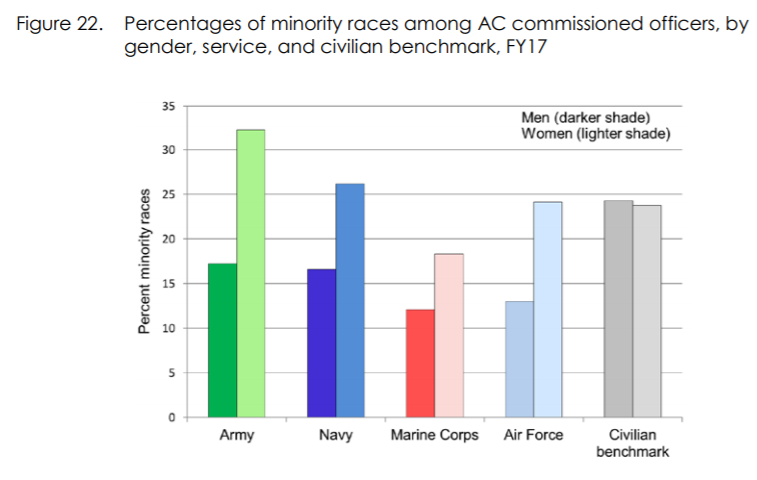 Figure 22. Percentages of minority races among AC commissioned officers, by
gender, service, and civilian benchmark, FY17
35
Men (darker shade)
Women (lighter shade)
30
25
20
15
10
5
0
Percent minority races
Army
Navy
Marine Corps
Air Force
Civilian
benchmark